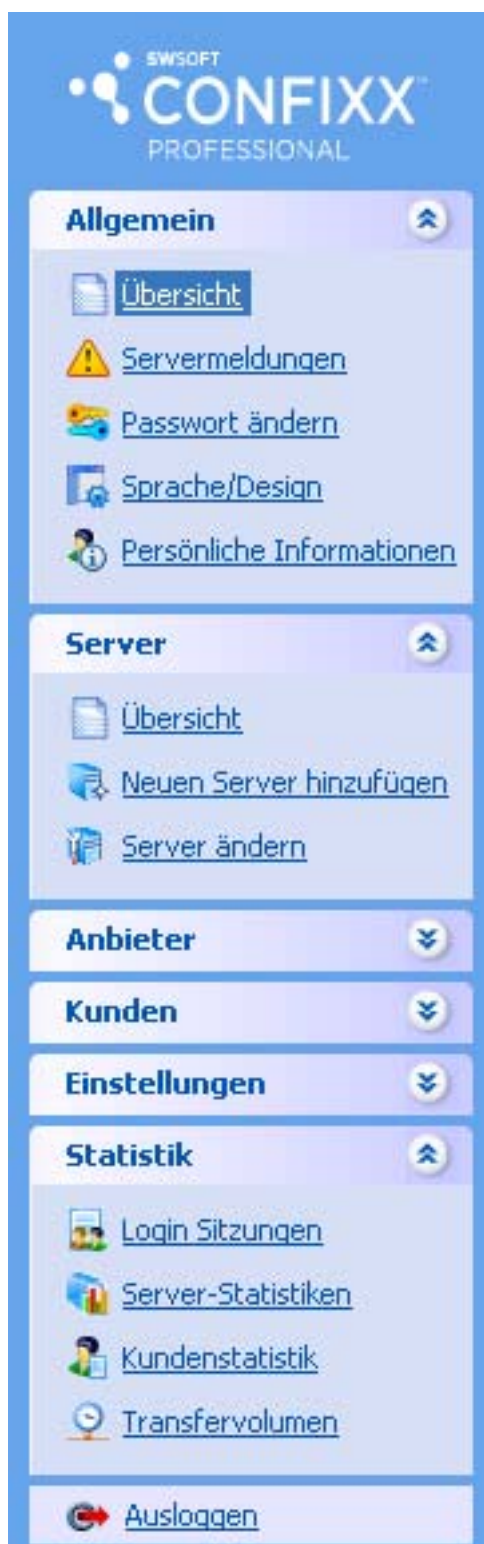 SWSOFT
CONFIXX™
PROFESSIONAL
Allgemein
Übersicht
Servermeldungen
Passwort ändern
Sprache/Design
Persönliche Informationen
Server
Übersicht
Neuen Server hinzufügen
Server ändern
Anbieter
Kunden
Einstellungen
Statistik
Login Sitzungen
Server-Statistiken
Kundenstatistik
Transfervolumen
Ausloggen